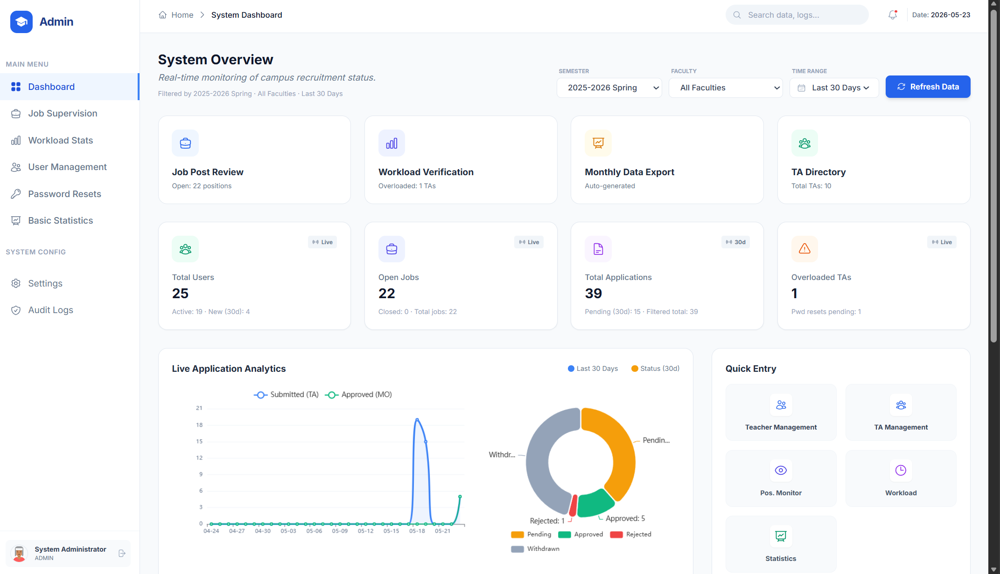 Admin
MAIN MENU
Dashboard
Job Supervision
Workload Stats
User Management
Password Resets
Basic Statistics
SYSTEM CONFIG
Settings
Audit Logs
System Administrator
ADMIN
Home
System Dashboard
Search data, logs...
Date: 2026-05-23
System Overview
Real-time monitoring of campus recruitment status.
Filtered by 2025-2026 Spring · All Faculties · Last 30 Days
SEMESTER
2025-2026 Spring
FACULTY
All Faculties
TIME RANGE
Last 30 Days
Refresh Data
Job Post Review
Open: 22 positions
Workload Verification
Overloaded: 1 TAs
Monthly Data Export
Auto-generated
TA Directory
Total TAs: 10
Live
Total Users
25
Active: 19 · New (30d): 4
Live
Open Jobs
22
Closed: 0 · Total jobs: 22
30d
Total Applications
39
Pending (30d): 15 · Filtered total: 39
Live
Overloaded TAs
1
Pwd resets pending: 1
Live Application Analytics
Last 30 Days
Status (30d)
Submitted (TA)
Approved (MO)
21
18
15
12
9
6
3
0
04-24
04-27
04-30
05-03
05-06
05-09
05-12
05-15
05-18
05-21
Pendin...
Withdr...
Rejected: 1
Approved: 5
Pending
Approved
Rejected
Withdrawn
Quick Entry
Teacher Management
TA Management
Pos. Monitor
Workload
Statistics